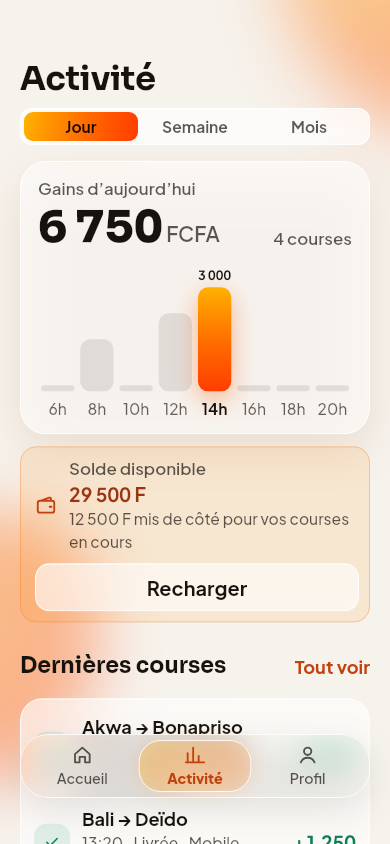 Activité
Jour Semaine Mois
Gains d’aujourd’hui
6 750 FCFA
4 courses
3 000
6h 8h 10h 12h 14h 16h 18h 20h
Solde disponible
29 500 F
12 500 F mis de côté pour vos courses
en cours
Recharger
Dernières courses Tout voir
Akwa → Bonapriso
Accueil Activité Profil
Bali → Deïdo
13:20 · Livrée · Mobile
+1 250